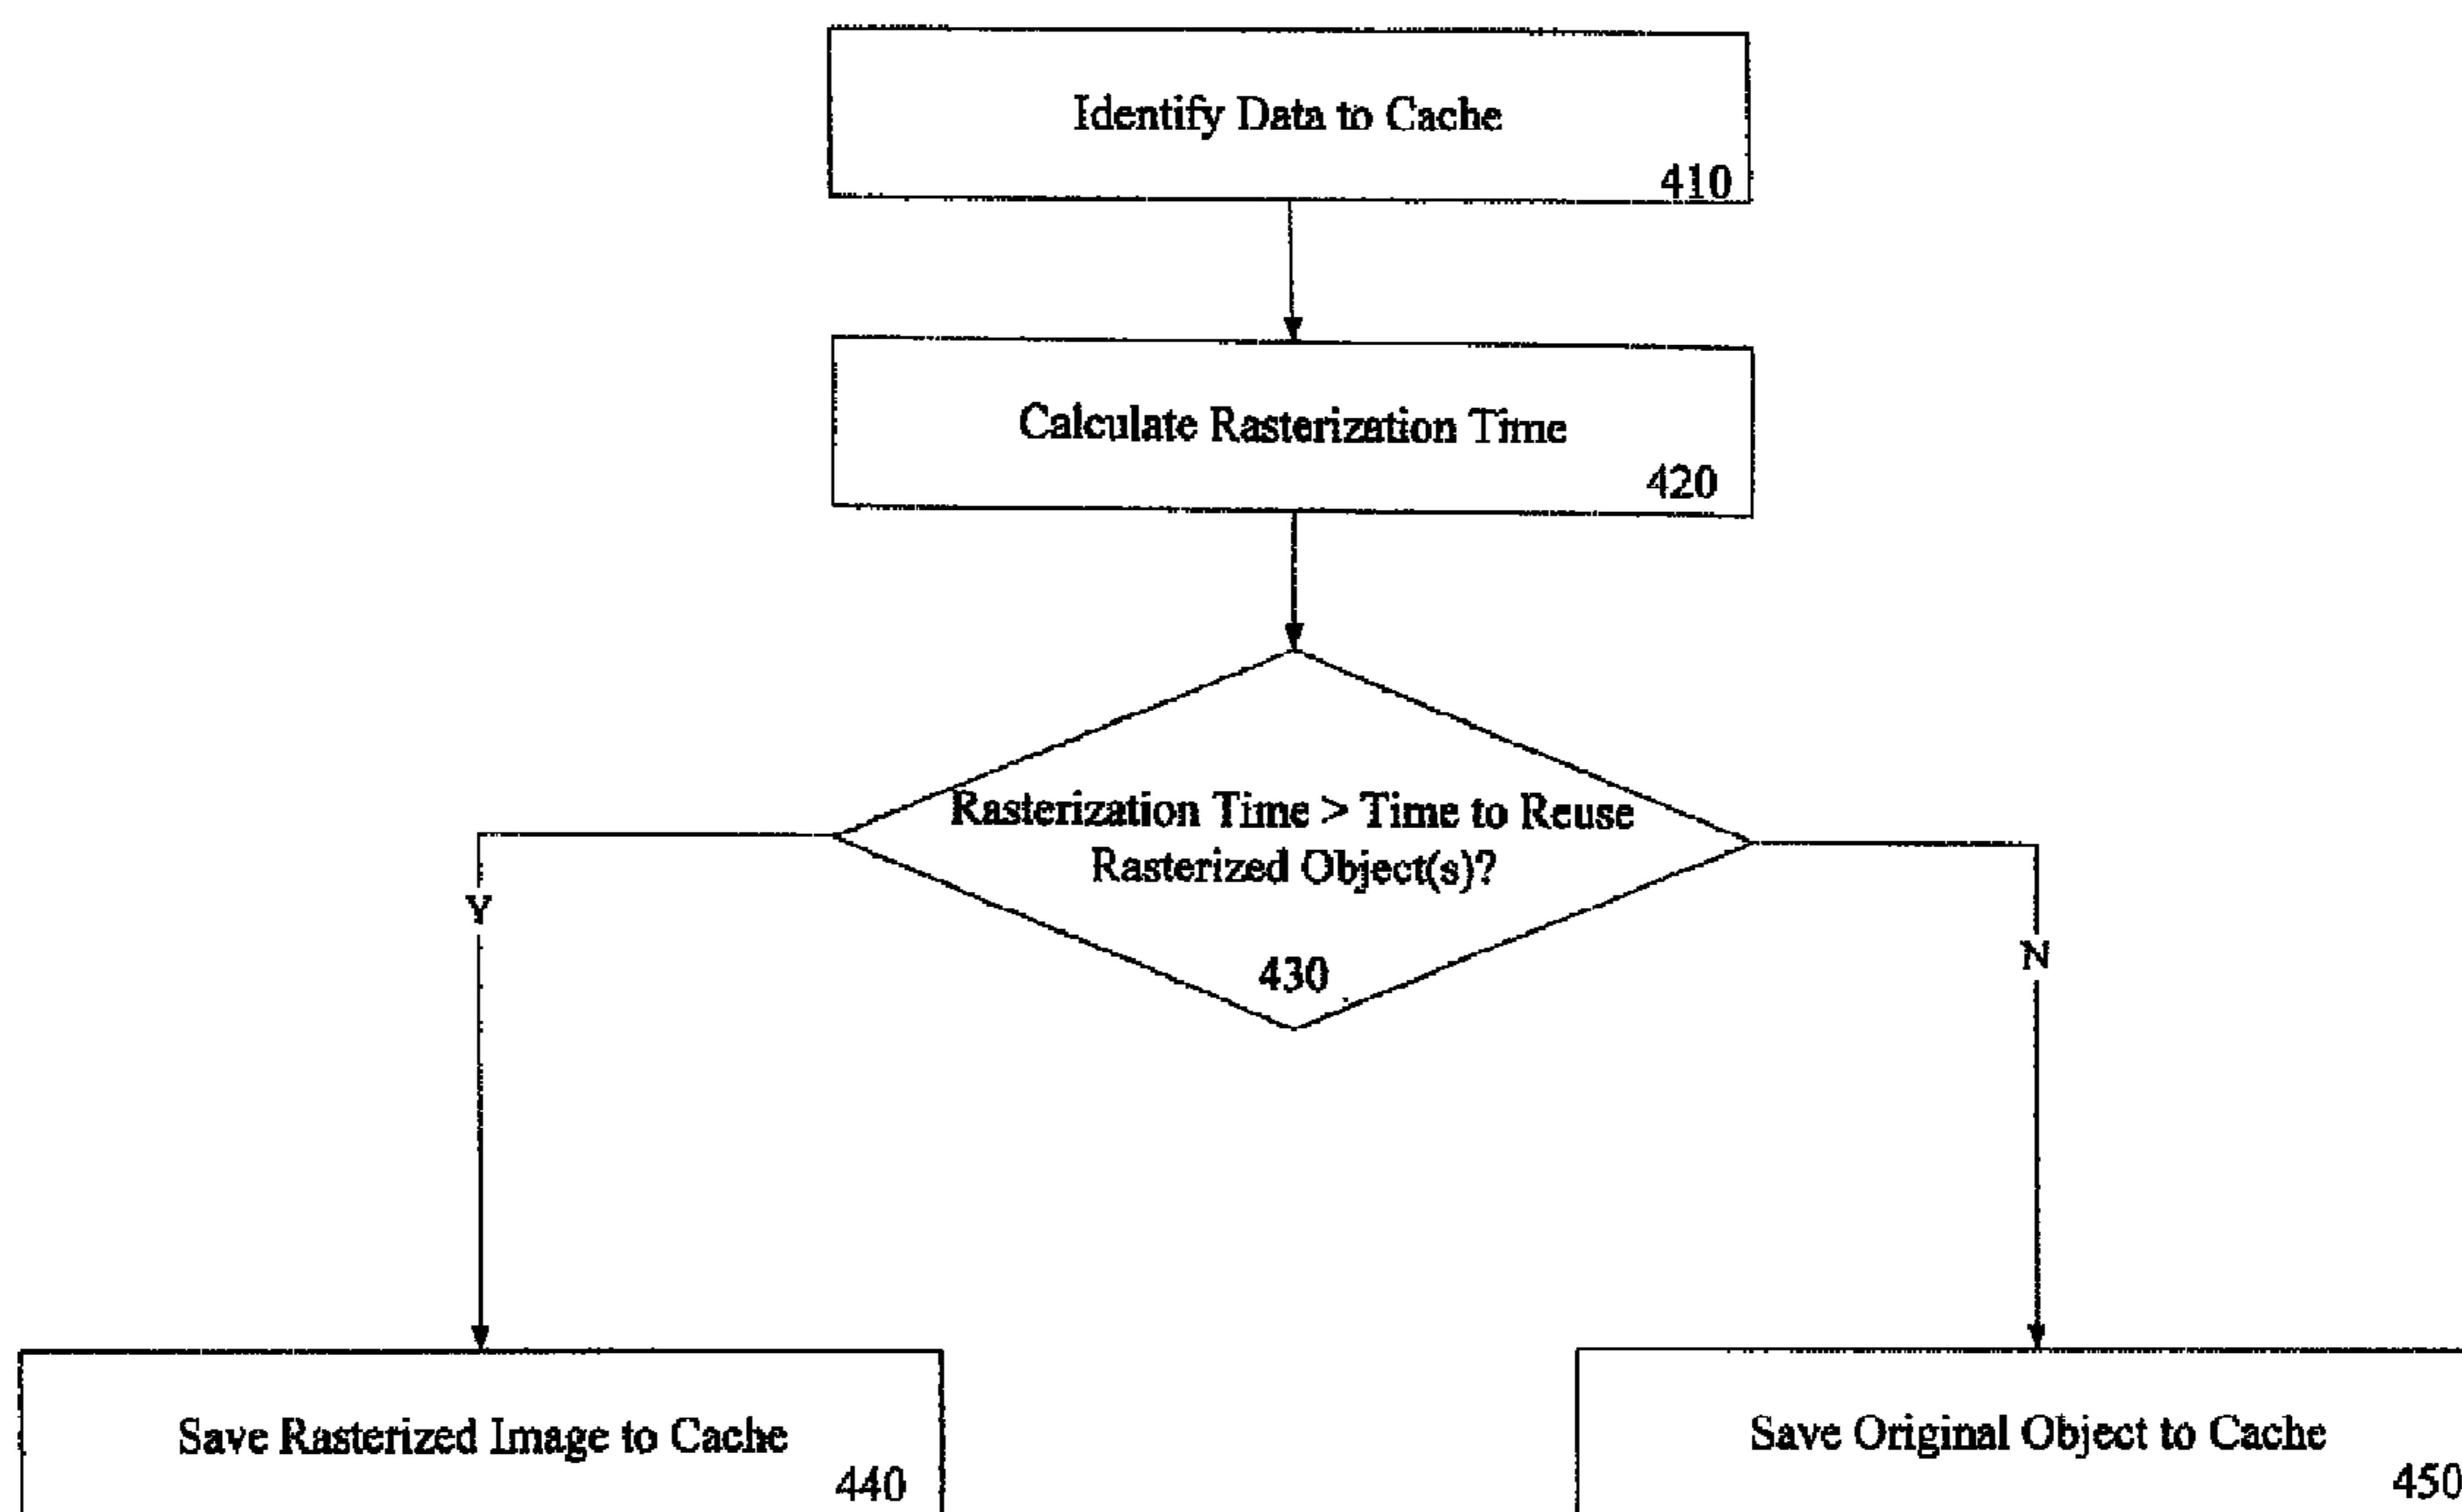 Identify Data to Cache
410
Calculate Rasterization Time
420
Rasterization Time > Time to Reuse
Rasterized Object(s)?
430
Y
N
Save Rasterized Image to Cache
440
Save Original Object to Cache
450